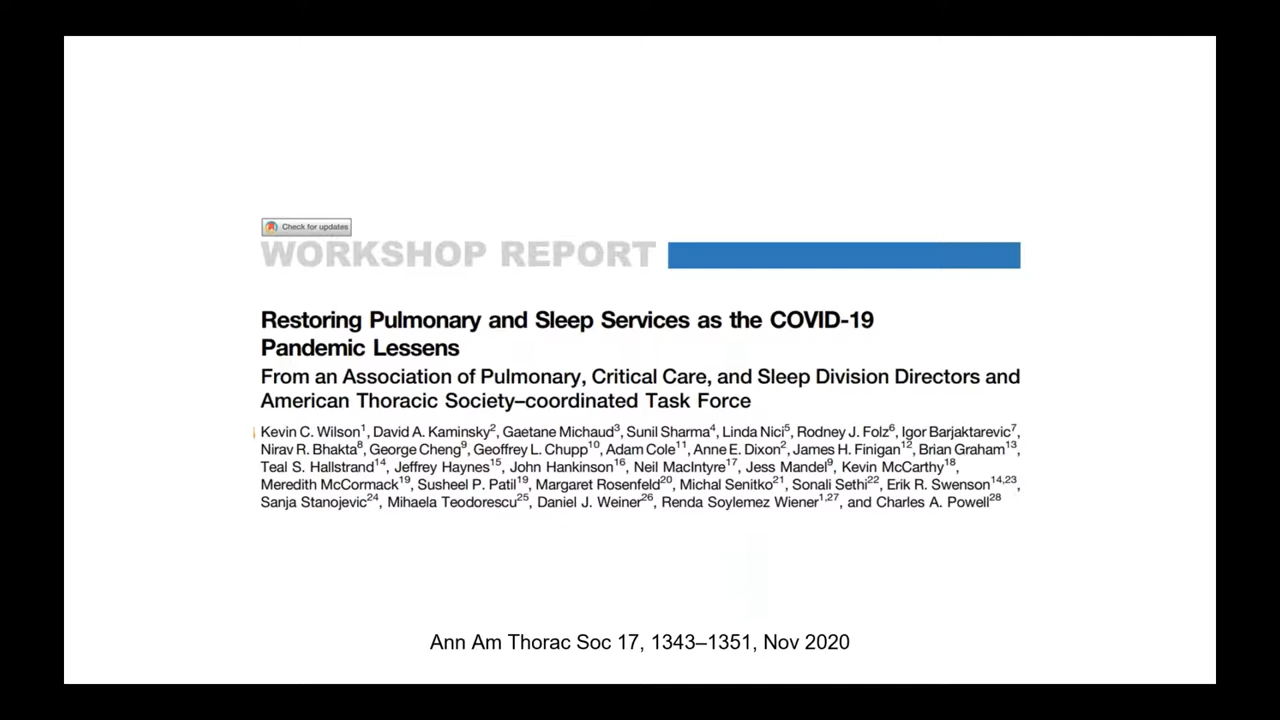 Check for updates
WORKSHOP REPORT
Restoring Pulmonary and Sleep Services as the COVID-19
Pandemic Lessens
From an Association of Pulmonary, Critical Care, and Sleep Division Directors and
American Thoracic Society–coordinated Task Force
Kevin C. Wilson1, David A. Kaminsky2, Gaetane Michaud3, Sunil Sharma4, Linda Nici5, Rodney J. Folz6, Igor Barjaktarevic7,
Nirav R. Bhakta8, George Cheng9, Geoffrey L. Chupp10, Adam Cole11, Anne E. Dixon2, James H. Finigan12, Brian Graham13,
Teal S. Hallstrand14, Jeffrey Haynes15, John Hankinson16, Neil MacIntyre17, Jess Mandel9, Kevin McCarthy18,
Meredith McCormack19, Susheel P. Patil19, Margaret Rosenfeld20, Michal Senitko21, Sonali Sethi22, Erik R. Swenson14,23,
Sanja Stanojevic24, Mihaela Teodorescu25, Daniel J. Weiner26, Renda Soylemez Wiener1,27, and Charles A. Powell28
Ann Am Thorac Soc 17, 1343–1351, Nov 2020